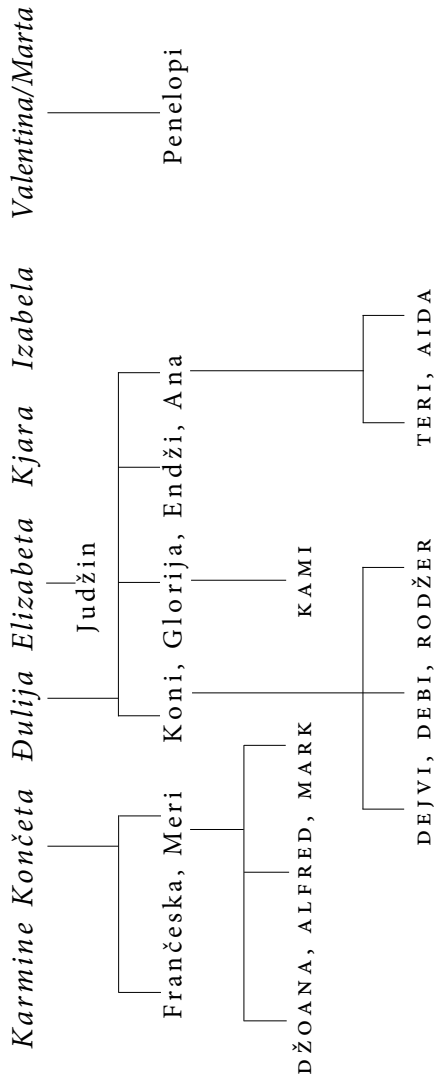 Karmine Končeta Đulija Elizabeta Kjara Izabela Valentina/Marta
Judžin
Frančeska, Meri Koni, Glorija, Endži, Ana Penelopi
DŽOANA, ALFRED, MARK KAMI
DEJVI, DEBI, RODŽER TERI, AIDA